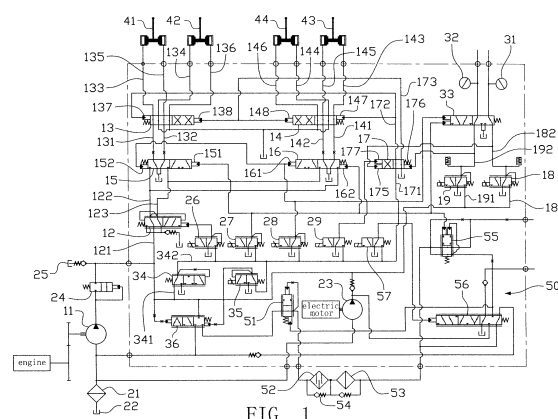 41 42 44 43
135 134 136 146 144 145 143
133 32 31
173
137 138 148 147 172 176 33
13 14 17
131 132 142 141 177 182
151 16 192
152 15 161 162 175 171 18
122 19 191
123 26 27 28 29 18
12 55
121 342
25 34 23 57
24 35 electric motor 50
11 341 51 56
36
engine
52 53
21 54
22
FIG. 1